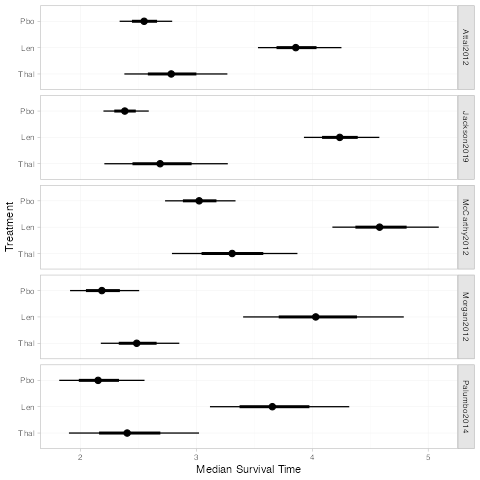 Pbo
Len
Thal
Attal2012
Pbo
Len
Thal
Jackson2019
Pbo
Len
Thal
McCarthy2012
Pbo
Len
Thal
Morgan2012
Pbo
Len
Thal
Palumbo2014
Treatment
2 3 4 5
Median Survival Time